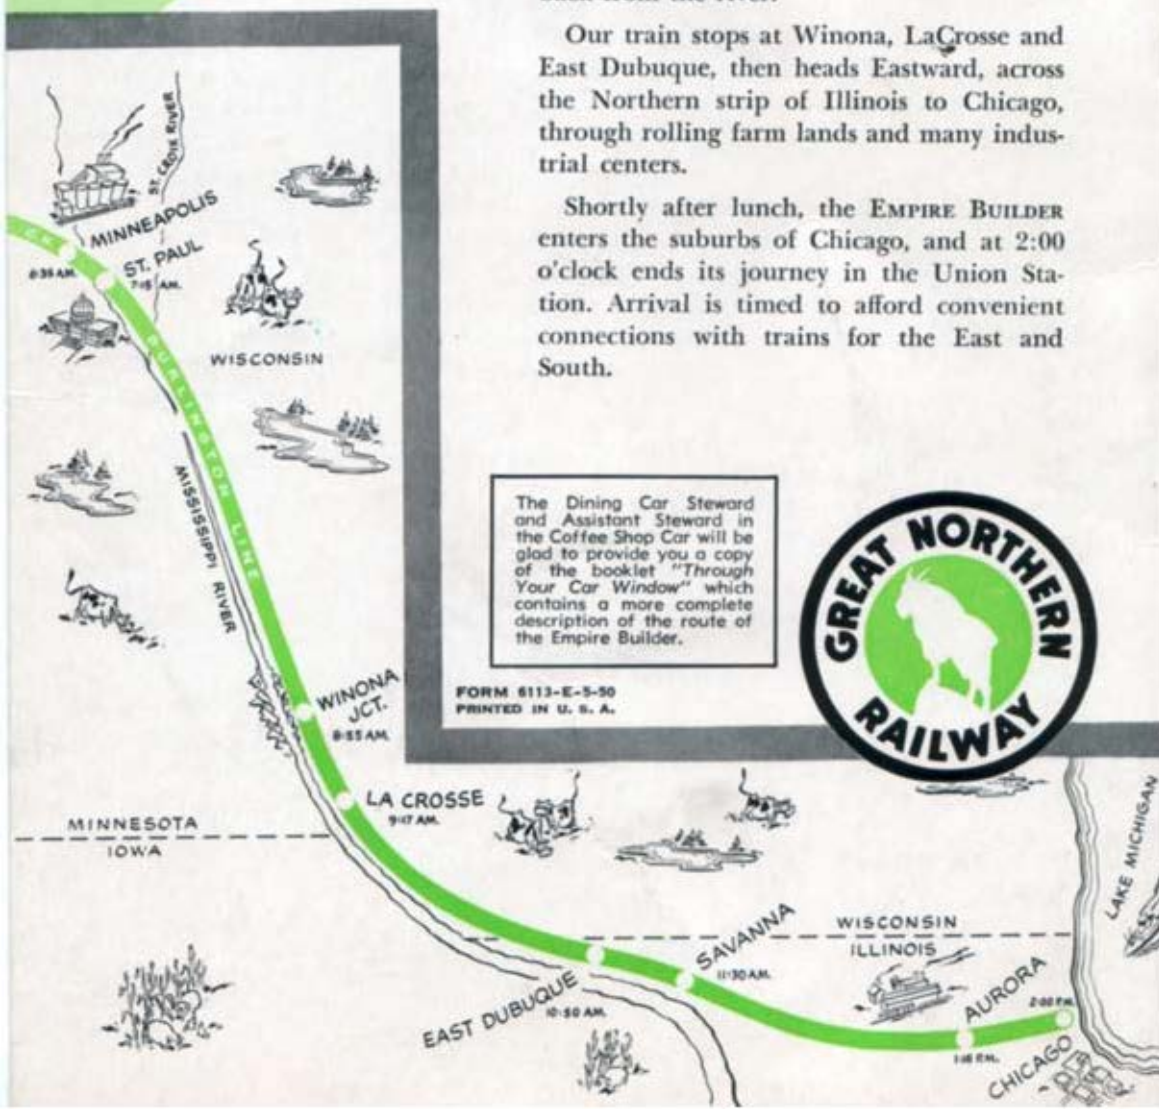 Our train stops at Winona, LaCrosse and
East Dubuque, then heads Eastward, across
the Northern strip of Illinois to Chicago,
through rolling farm lands and many indus-
trial centers.
Shortly after lunch, the EMPIRE BUILDER
enters the suburbs of Chicago, and at 2:00
o'clock ends its journey in the Union Sta-
tion. Arrival is timed to afford convenient
connections with trains for the East and
South.
The Dining Car Steward
and Assistant Steward in
the Coffee Shop Car will be
glad to provide you a copy
of the booklet "Through
Your Car Window" which
contains a more complete
description of the route of
the Empire Builder.
FORM 6113-E-5-50
PRINTED IN U. S. A.
GREAT NORTHERN
RAILWAY
ST. CROIX RIVER
MINNEAPOLIS
ST. PAUL
7:15 AM.
WISCONSIN
BURLINGTON LINE
MISSISSIPPI RIVER
WINONA
JCT.
8:55 AM.
LA CROSSE
9:17 AM.
MINNESOTA
IOWA
WISCONSIN
ILLINOIS
LAKE MICHIGAN
EAST DUBUQUE
10:50 AM.
SAVANNA
11:30 AM.
AURORA
CHICAGO
2:00 P.M.